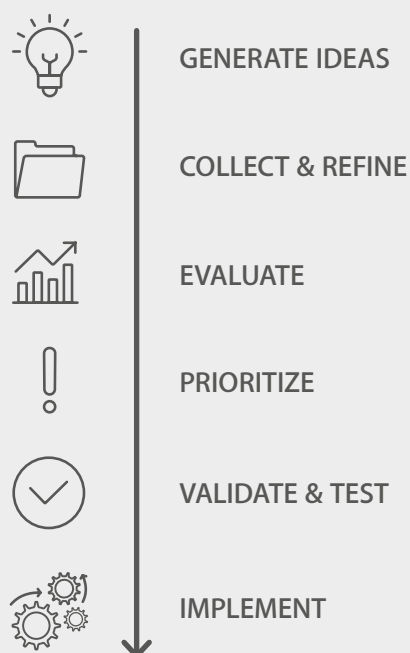 GENERATE IDEAS
COLLECT & REFINE
EVALUATE
PRIORITIZE
VALIDATE & TEST
IMPLEMENT